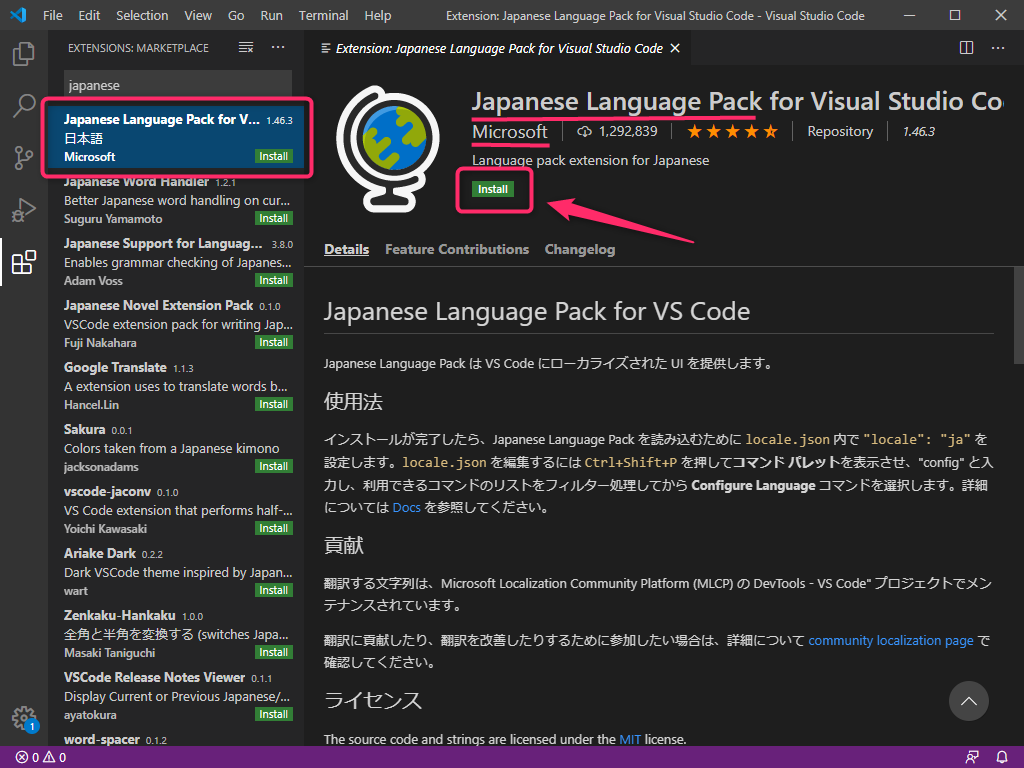 File Edit Selection View Go Run Terminal Help Extension: Japanese Language Pack for Visual Studio Code - Visual Studio Code
EXTENSIONS: MARKETPLACE
japanese
Japanese Language Pack for V... 1.46.3
日本語
Microsoft Install
Japanese Word Handler 1.2.1
Better Japanese word handling on cur...
Suguru Yamamoto Install
Japanese Support for Languag... 3.8.0
Enables grammar checking of Japanes...
Adam Voss Install
Japanese Novel Extension Pack 0.1.0
VSCode extension pack for writing Jap...
Fuji Nakahara Install
Google Translate 1.1.3
A extension uses to translate words b...
Hancel.Lin Install
Sakura 0.0.1
Colors taken from a Japanese kimono
jacksonadams Install
vscode-jaconv 0.1.0
VS Code extension that performs half-...
Yoichi Kawasaki Install
Ariake Dark 0.2.2
Dark VSCode theme inspired by Japan...
wart Install
Zenkaku-Hankaku 1.0.0
全角と半角を変換する (switches Japa...
Masaki Taniguchi Install
VSCode Release Notes Viewer 0.1.1
Display Current or Previous Japanese/...
ayatokura Install
word-spacer 0.1.2
Extension: Japanese Language Pack for Visual Studio Code
Japanese Language Pack for Visual Studio Co
Microsoft 1,292,839 ★★★★★ Repository 1.46.3
Language pack extension for Japanese
Install
Details Feature Contributions Changelog
Japanese Language Pack for VS Code
Japanese Language Pack は VS Code にローカライズされた UI を提供します。
使用法
インストールが完了したら、Japanese Language Pack を読み込むために locale.json 内で "locale": "ja" を
設定します。locale.json を編集するには Ctrl+Shift+P を押してコマンド パレットを表示させ、"config" と入
力し、利用できるコマンドのリストをフィルター処理してから Configure Language コマンドを選択します。詳細
については Docs を参照してください。
貢献
翻訳する文字列は、Microsoft Localization Community Platform (MLCP) の DevTools - VS Code" プロジェクトでメン
テナンスされています。
翻訳に貢献したり、翻訳を改善したりするために参加したい場合は、詳細について community localization page で
確認してください。
ライセンス
The source code and strings are licensed under the MIT license.
1
0 0